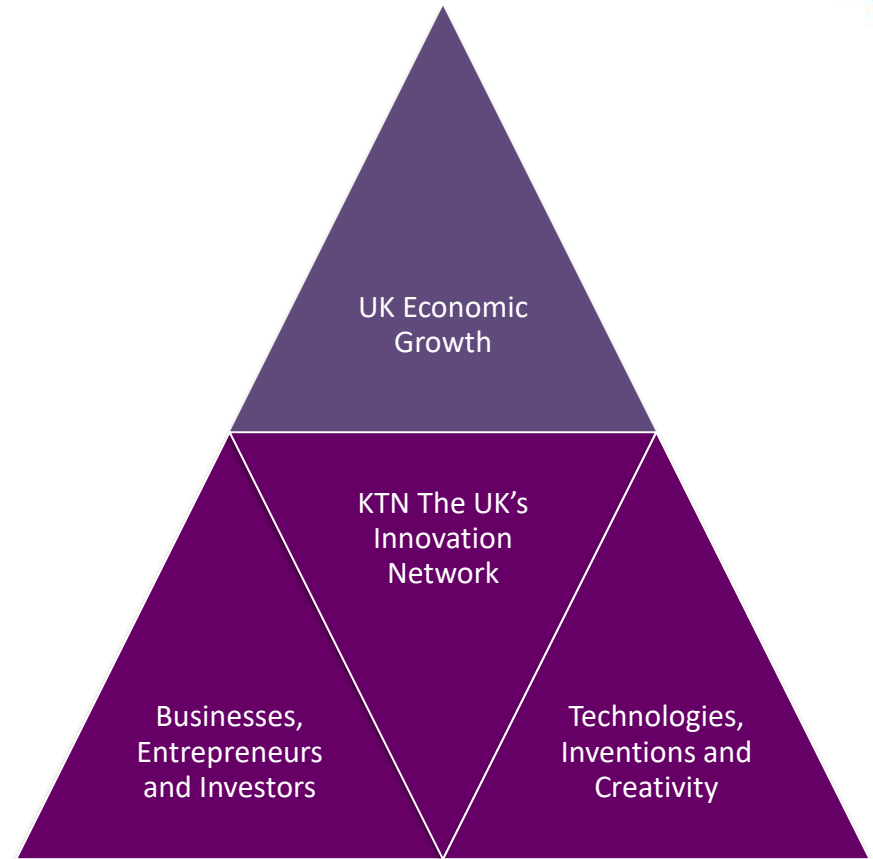 UK Economic
Growth
KTN The UK’s
Innovation
Network
Businesses,
Entrepreneurs
and Investors
Technologies,
Inventions and
Creativity